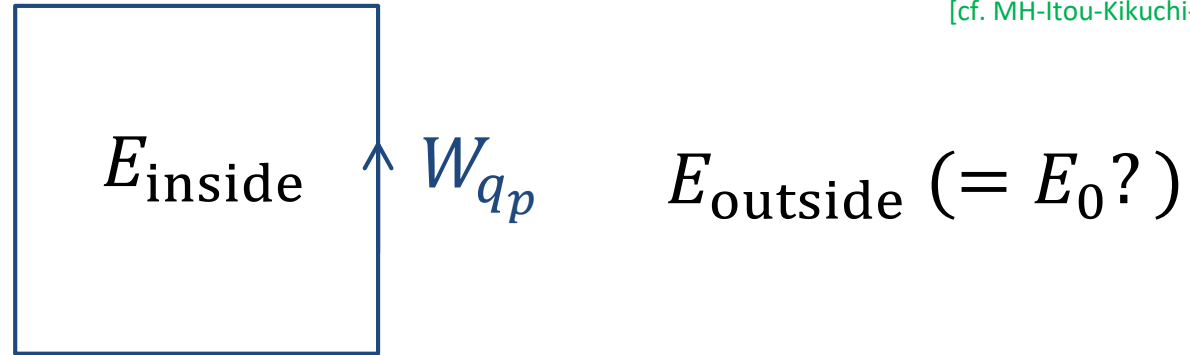 [cf. MH-Itou-Kikuchi-
E_inside W_{q_p} E_outside (= E_0? )